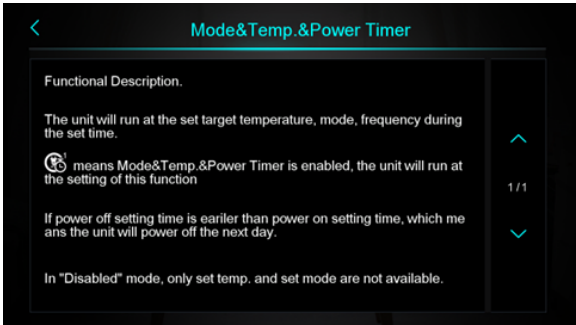 Mode&Temp.&Power Timer
Functional Description.
The unit will run at the set target temperature, mode, frequency during
the set time.
means Mode&Temp.&Power Timer is enabled, the unit will run at
the setting of this function
1/1
If power off setting time is eariler than power on setting time, which me
ans the unit will power off the next day.
In "Disabled" mode, only set temp. and set mode are not available.